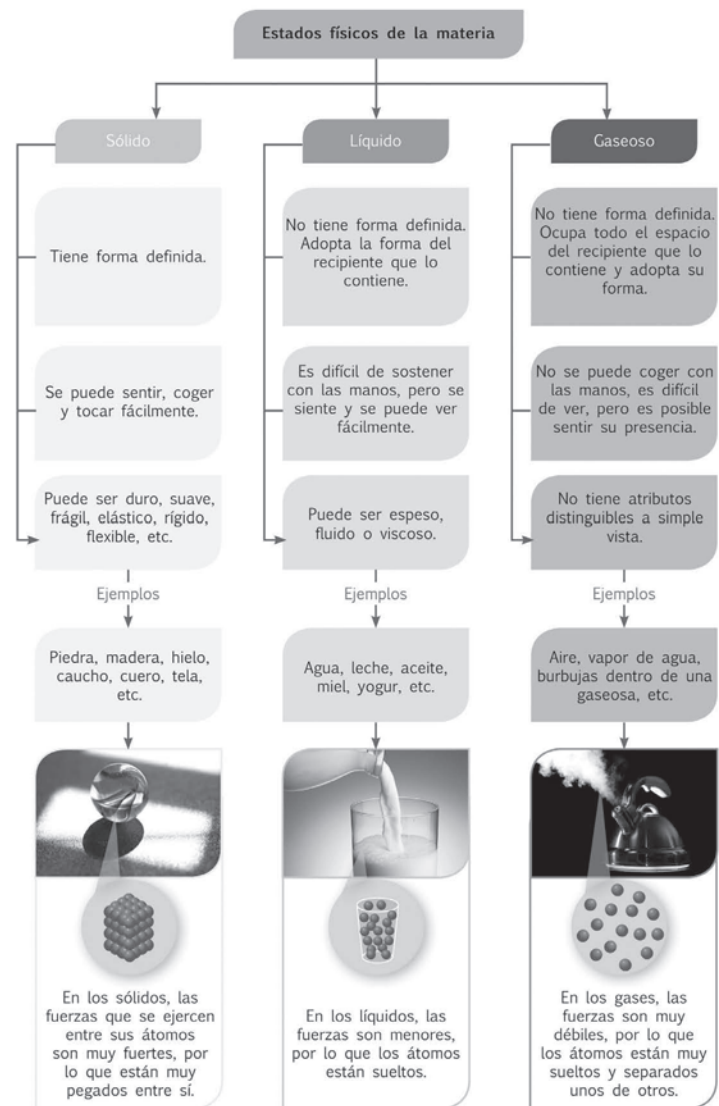 Estados físicos de la materia
Sólido
Tiene forma definida.
Se puede sentir, coger
y tocar fácilmente.
Puede ser duro, suave,
frágil, elástico, rígido,
flexible, etc.
Ejemplos
Piedra, madera, hielo,
caucho, cuero, tela,
etc.
En los sólidos, las
fuerzas que se ejercen
entre sus átomos
son muy fuertes, por
lo que están muy
pegados entre sí.
Líquido
No tiene forma definida.
Adopta la forma del
recipiente que lo
contiene.
Es difícil de sostener
con las manos, pero se
siente y se puede ver
fácilmente.
Puede ser espeso,
fluido o viscoso.
Ejemplos
Agua, leche, aceite,
miel, yogur, etc.
En los líquidos, las
fuerzas son menores,
por lo que los átomos
están sueltos.
Gaseoso
No tiene forma definida.
Ocupa todo el espacio
del recipiente que lo
contiene y adopta su
forma.
No se puede coger con
las manos, es difícil
de ver, pero es posible
sentir su presencia.
No tiene atributos
distinguibles a simple
vista.
Ejemplos
Aire, vapor de agua,
burbujas dentro de una
gaseosa, etc.
En los gases, las
fuerzas son muy
débiles, por lo que
los átomos están muy
sueltos y separados
unos de otros.